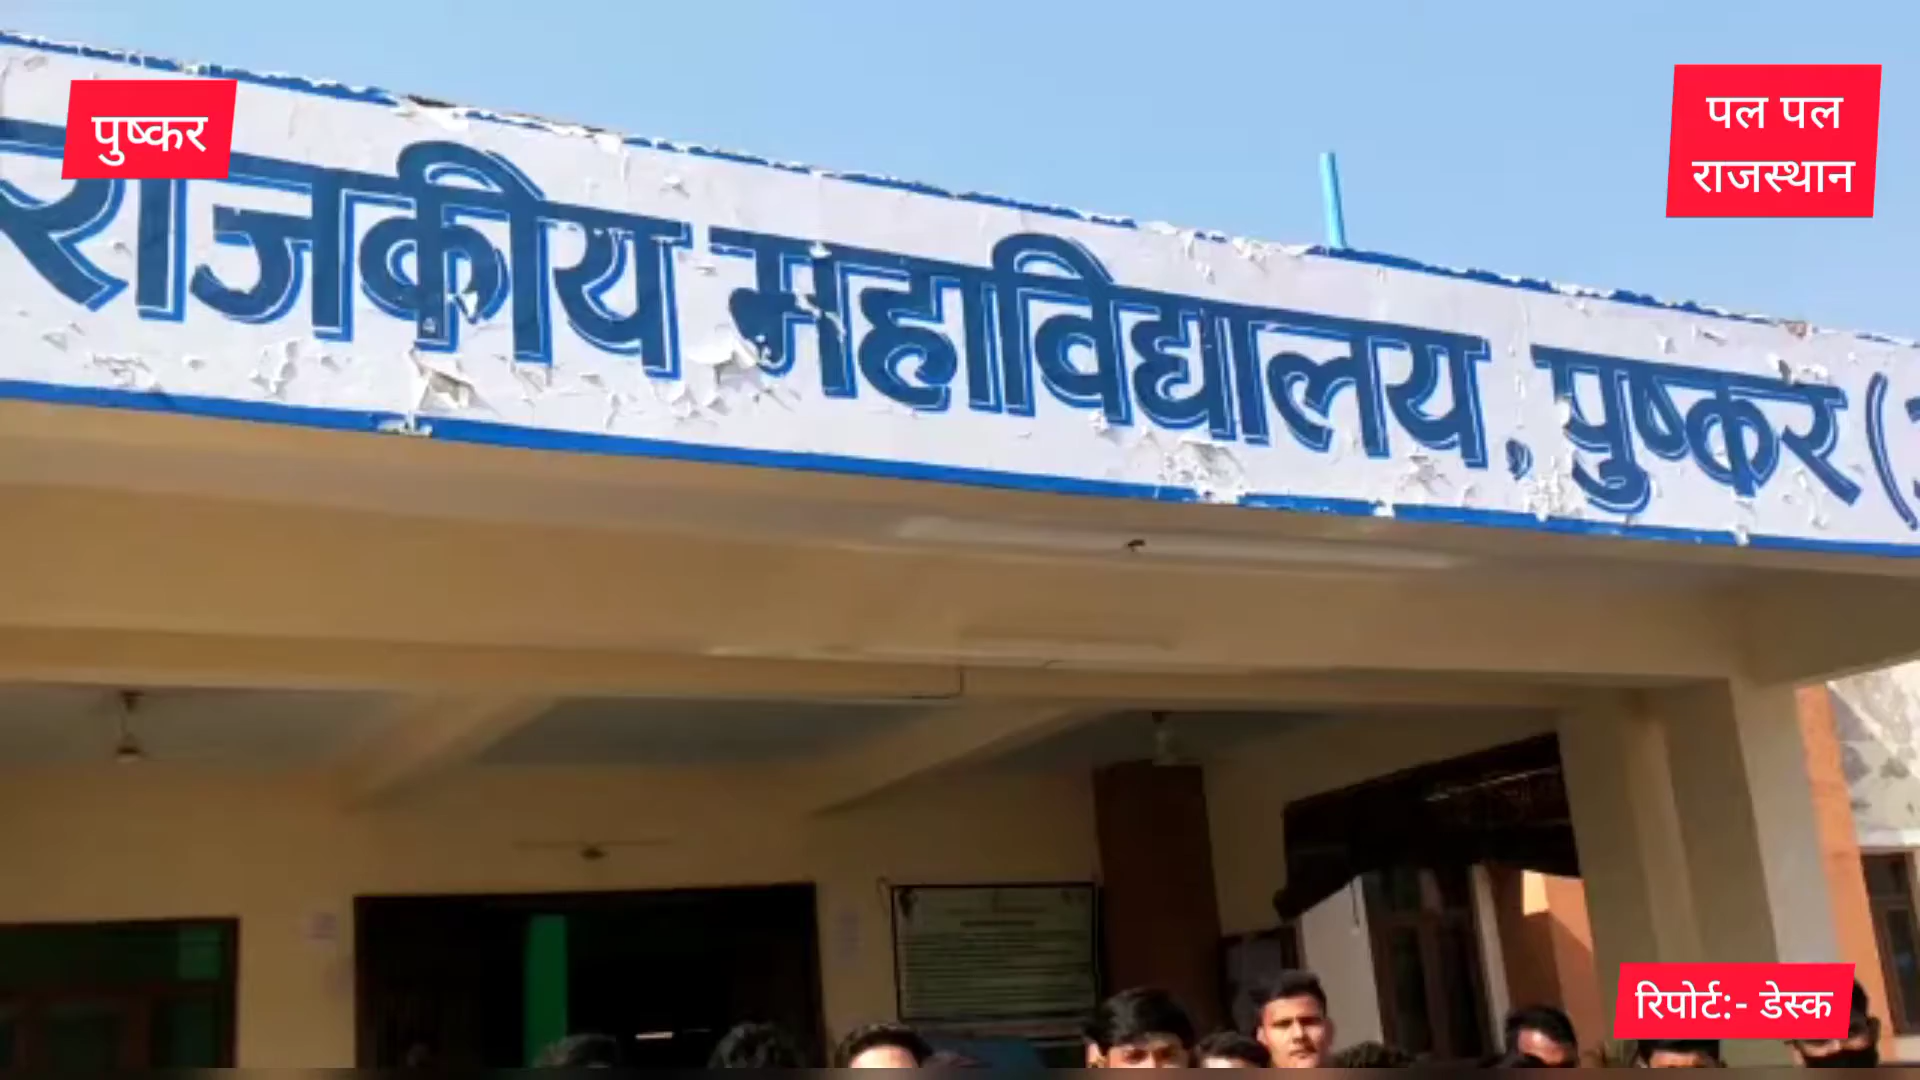 पुष्कर
पल पल
राजस्थान
राजकीय महाविद्यालय, पुष्कर (
रिपोर्ट:- डेस्क